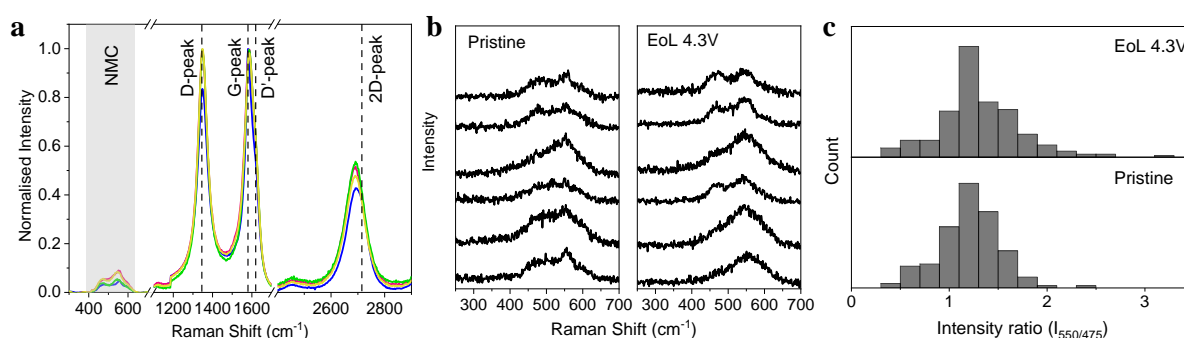 a
Normalised Intensity
1.0
0.8
0.6
0.4
0.2
0.0
NMC
D-peak
G-peak
D'-peak
2D-peak
1200 1400 1600 2600 2800
Raman Shift (cm⁻¹)
b
Intensity
Pristine
EoL 4.3V
300 400 500 600 700 300 400 500 600 700
Raman Shift (cm⁻¹)
c
Count
EoL 4.3V
Pristine
0 1 2 3
Intensity ratio (I₅₅₀/₄₇₅)